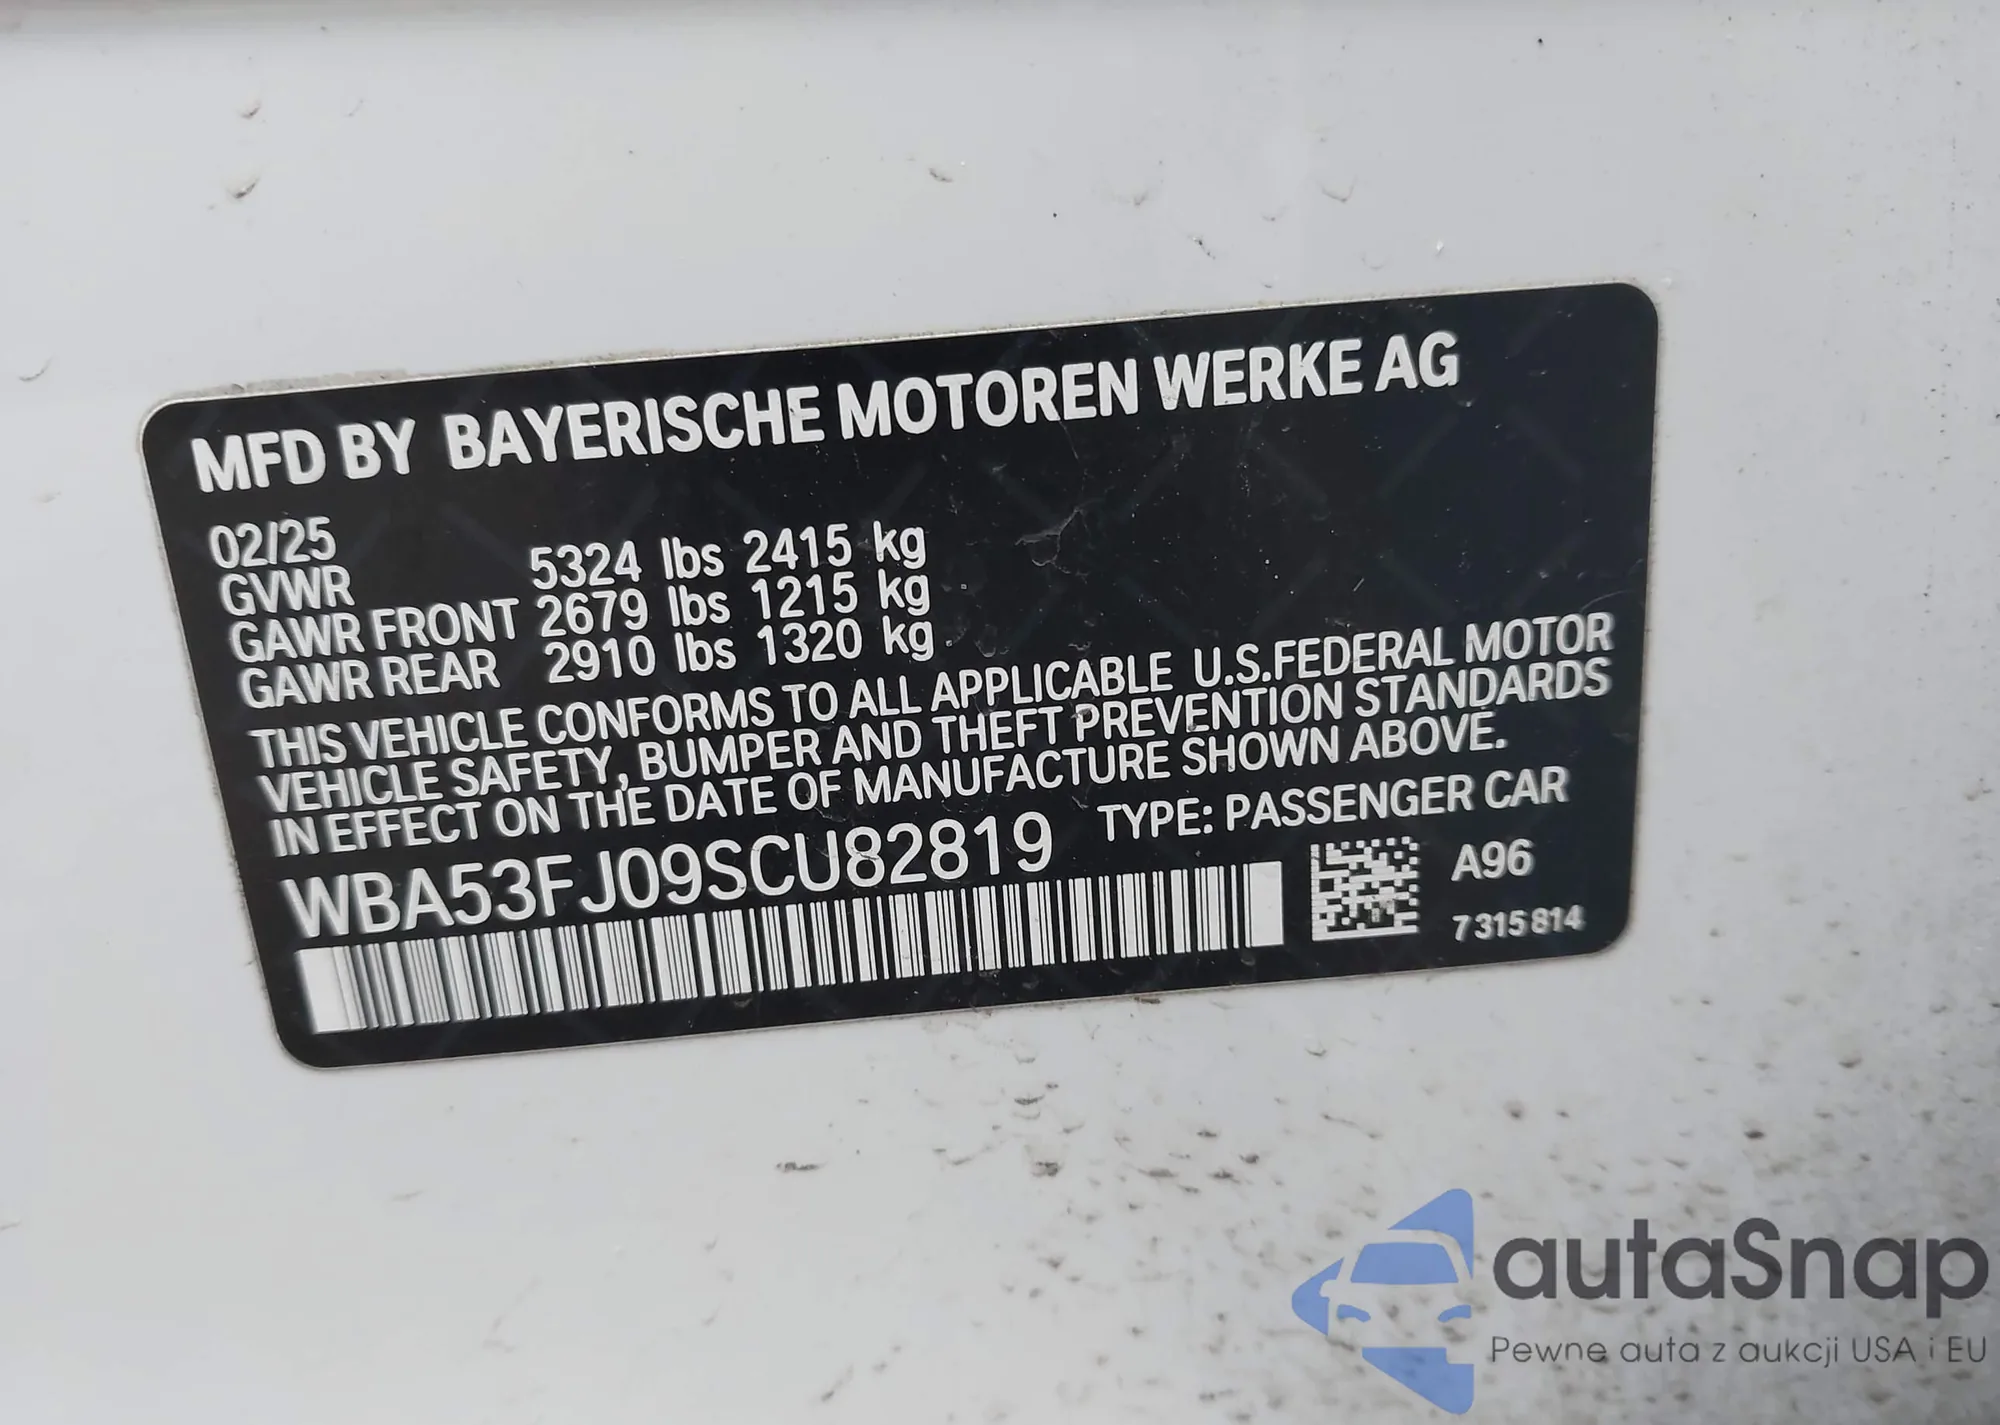 MFD BY BAYERISCHE MOTOREN WERKE AG
02/25
GVWR 5324 lbs 2415 kg
GAWR FRONT 2679 lbs 1215 kg
GAWR REAR 2910 lbs 1320 kg
THIS VEHICLE CONFORMS TO ALL APPLICABLE U.S.FEDERAL MOTOR
VEHICLE SAFETY, BUMPER AND THEFT PREVENTION STANDARDS
IN EFFECT ON THE DATE OF MANUFACTURE SHOWN ABOVE.
WBA53FJ09SCU82819 TYPE: PASSENGER CAR
A96
7 315 814
autaSnap
Pewne auta z aukcji USA i EU